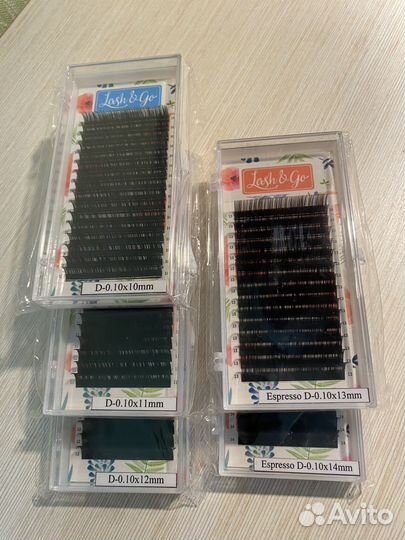 Lash & Go
D-0.10x10mm
D-0.10x11mm
D-0.10x12mm
Lash & Go
Espresso D-0.10x13mm
Espresso D-0.10x14mm
Avito